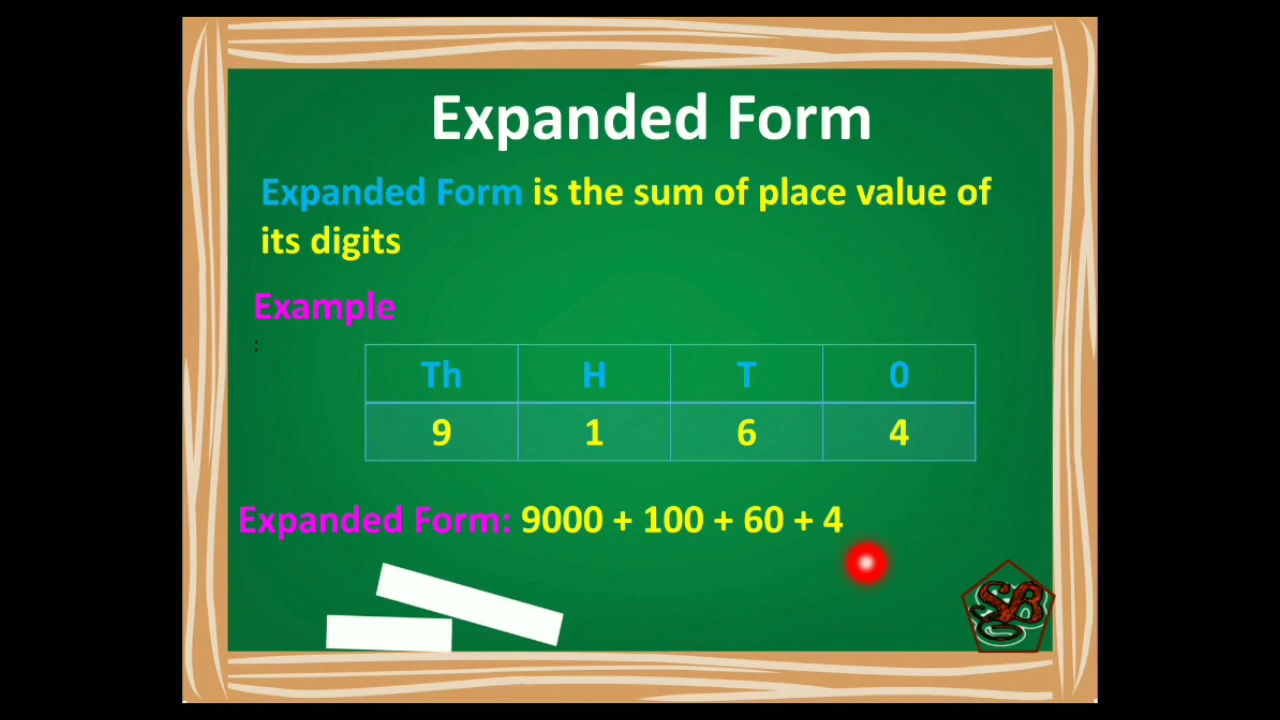 Expanded Form
Expanded Form is the sum of place value of
its digits
Example
:
Th H T 0
9 1 6 4
Expanded Form: 9000 + 100 + 60 + 4